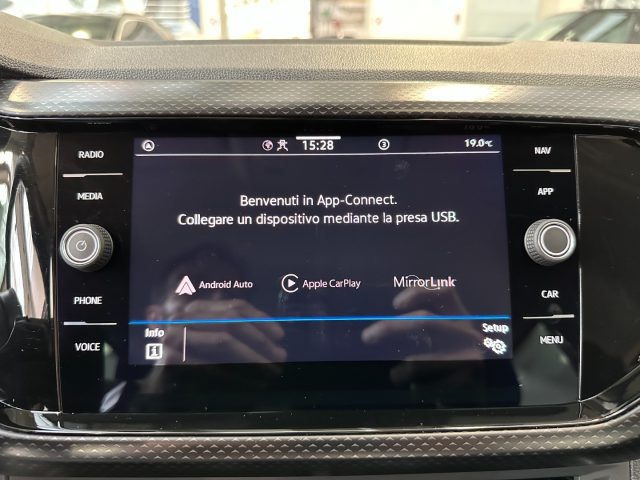 RADIO
MEDIA
PHONE
VOICE
15:28
3
19.0°C
Benvenuti in App-Connect.
Collegare un dispositivo mediante la presa USB.
Android Auto
Apple CarPlay
MirrorLink
Info
Setup
NAV
APP
CAR
MENU